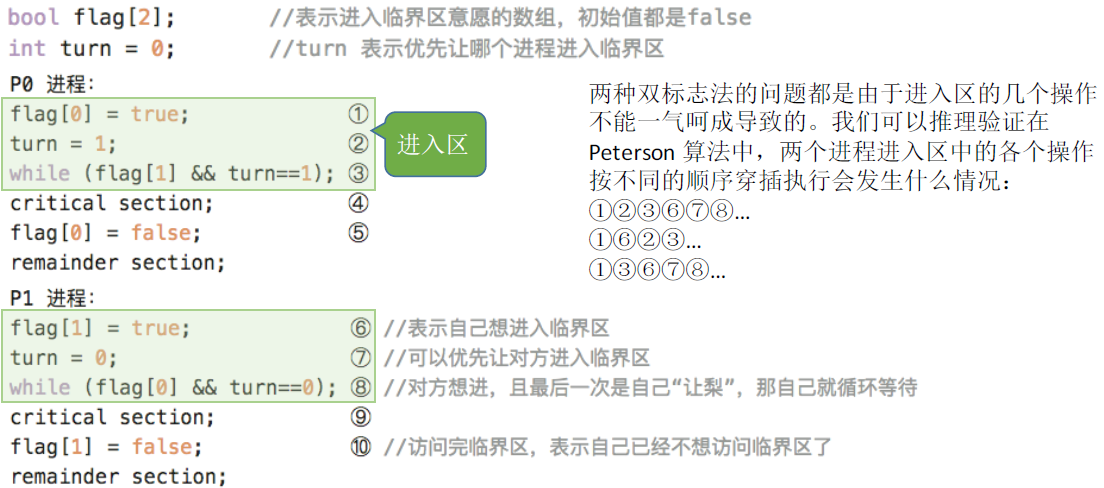 bool flag[2]; //表示进入临界区意愿的数组，初始值都是false
int turn = 0; //turn 表示优先让哪个进程进入临界区
P0 进程：
flag[0] = true; ①
turn = 1; ②
while (flag[1] && turn==1); ③
critical section; ④
flag[0] = false; ⑤
remainder section;
进入区
两种双标志法的问题都是由于进入区的几个操作
不能一气呵成导致的。我们可以推理验证在
Peterson 算法中，两个进程进入区中的各个操作
按不同的顺序穿插执行会发生什么情况：
①②③⑥⑦⑧…
①⑥②③…
①③⑥⑦⑧…
P1 进程：
flag[1] = true; ⑥ //表示自己想进入临界区
turn = 0; ⑦ //可以优先让对方进入临界区
while (flag[0] && turn==0); ⑧ //对方想进，且最后一次是自己“让梨”，那自己就循环等待
critical section; ⑨
flag[1] = false; ⑩ //访问完临界区，表示自己已经不想访问临界区了
remainder section;